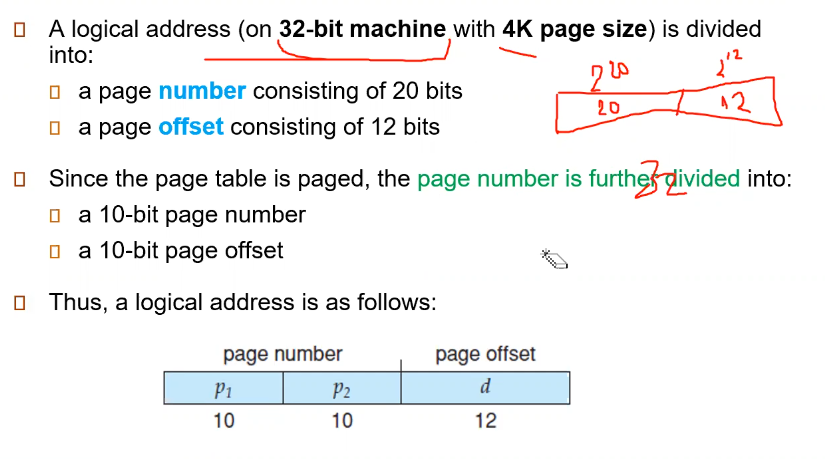 A logical address (on 32-bit machine with 4K page size) is divided
into:
2^20 2^12
a page number consisting of 20 bits
20 12
a page offset consisting of 12 bits
Since the page table is paged, the page number is further divided into:
32
a 10-bit page number
a 10-bit page offset
Thus, a logical address is as follows:
page number page offset
p1 p2 d
10 10 12